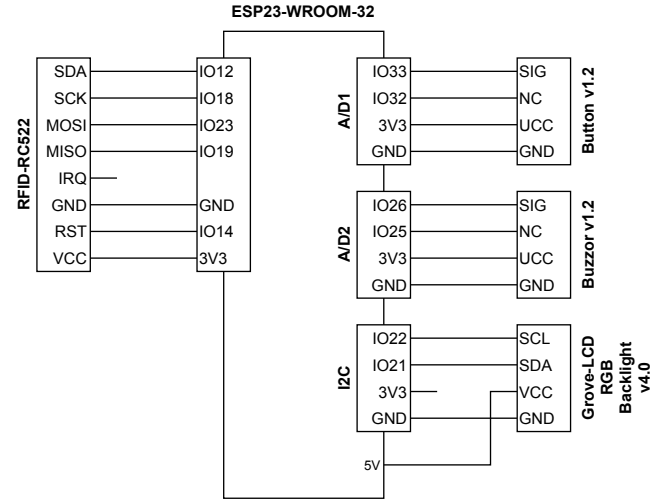 ESP23-WROOM-32
RFID-RC522
SDA IO12
SCK IO18
MOSI IO23
MISO IO19
IRQ
GND GND
RST IO14
VCC 3V3
A/D1
IO33 SIG
IO32 NC
3V3 UCC
GND GND
Button v1.2
A/D2
IO26 SIG
IO25 NC
3V3 UCC
GND GND
Buzzor v1.2
I2C
IO22 SCL
IO21 SDA
3V3 VCC
GND GND
Grove-LCD
RGB
Backlight
v4.0
5V